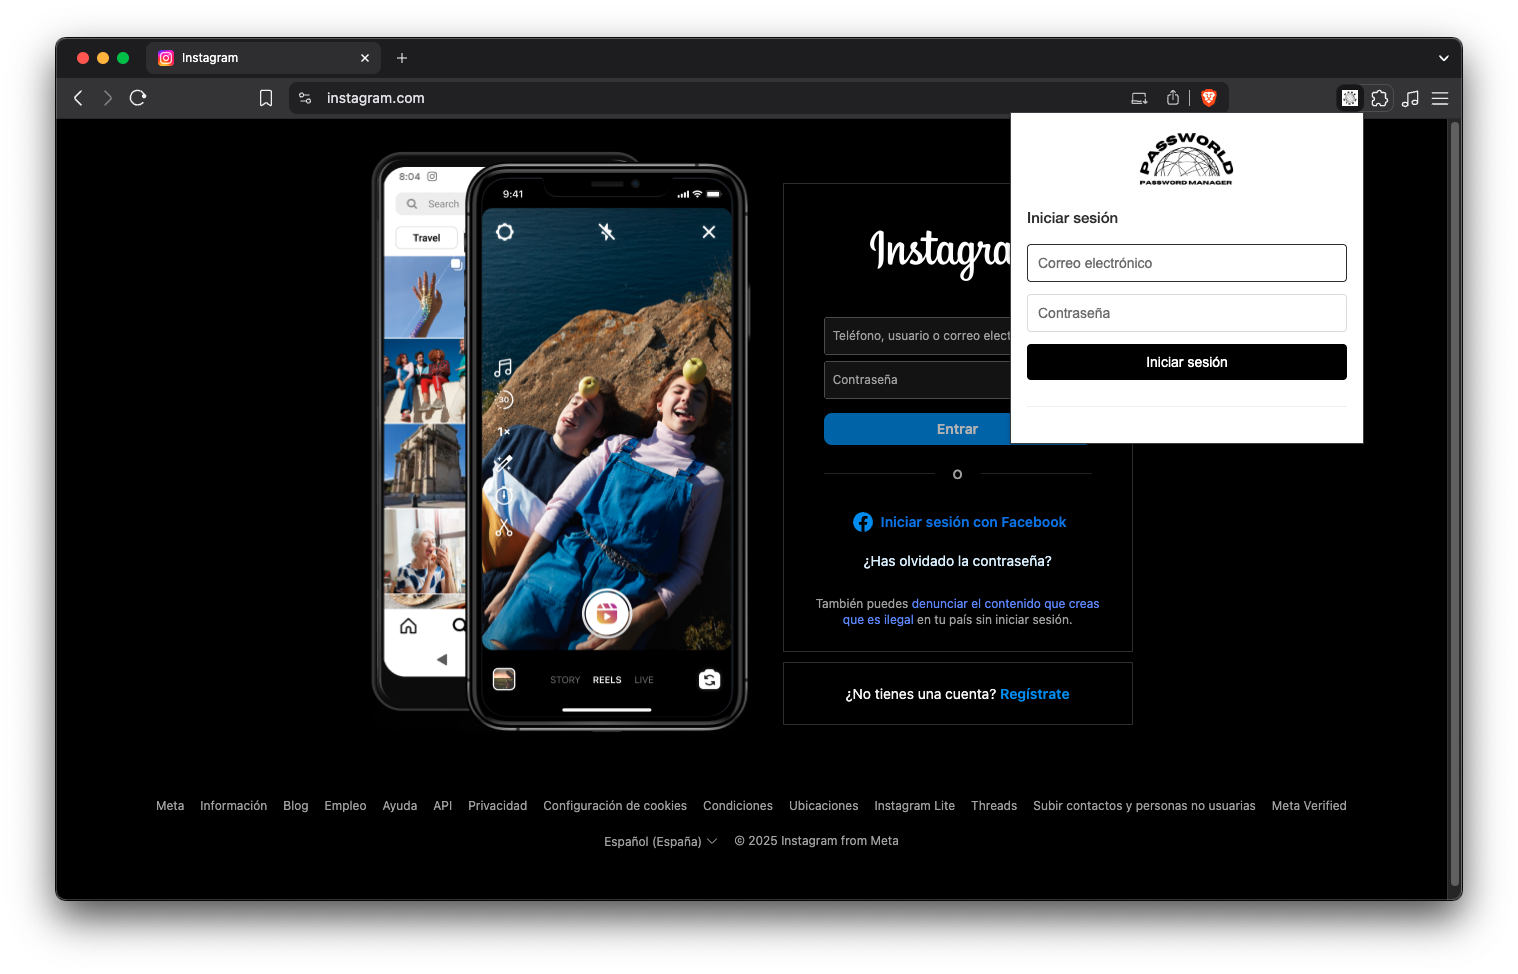 Instagram
instagram.com
PASSWORLD
PASSWORD MANAGER
Iniciar sesión
Correo electrónico
Contraseña
Iniciar sesión
8:04
Search
Travel
9:41
30
1×
STORY REELS LIVE
Instagra
Teléfono, usuario o correo elect
Contraseña
Entrar
O
Iniciar sesión con Facebook
¿Has olvidado la contraseña?
También puedes denunciar el contenido que creas
que es ilegal en tu país sin iniciar sesión.
¿No tienes una cuenta? Regístrate
Meta Información Blog Empleo Ayuda API Privacidad Configuración de cookies Condiciones Ubicaciones Instagram Lite Threads Subir contactos y personas no usuarias Meta Verified
Español (España) © 2025 Instagram from Meta